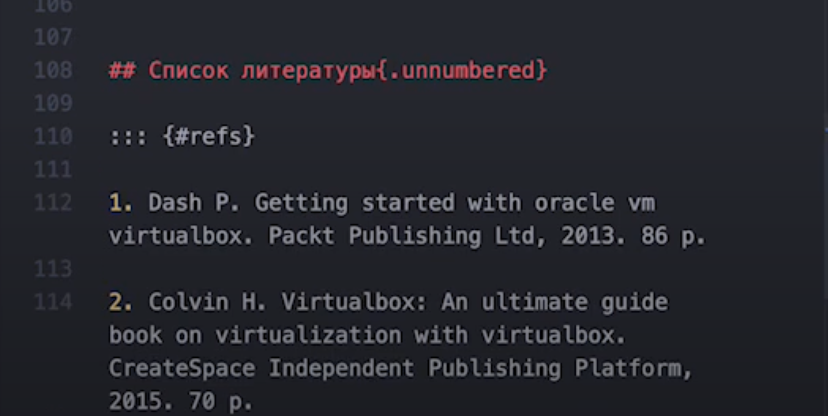 106
107
108 ## Список литературы{.unnumbered}
109
110 ::: {#refs}
111
112 1. Dash P. Getting started with oracle vm
virtualbox. Packt Publishing Ltd, 2013. 86 p.
113
114 2. Colvin H. Virtualbox: An ultimate guide
book on virtualization with virtualbox.
CreateSpace Independent Publishing Platform,
2015. 70 p.